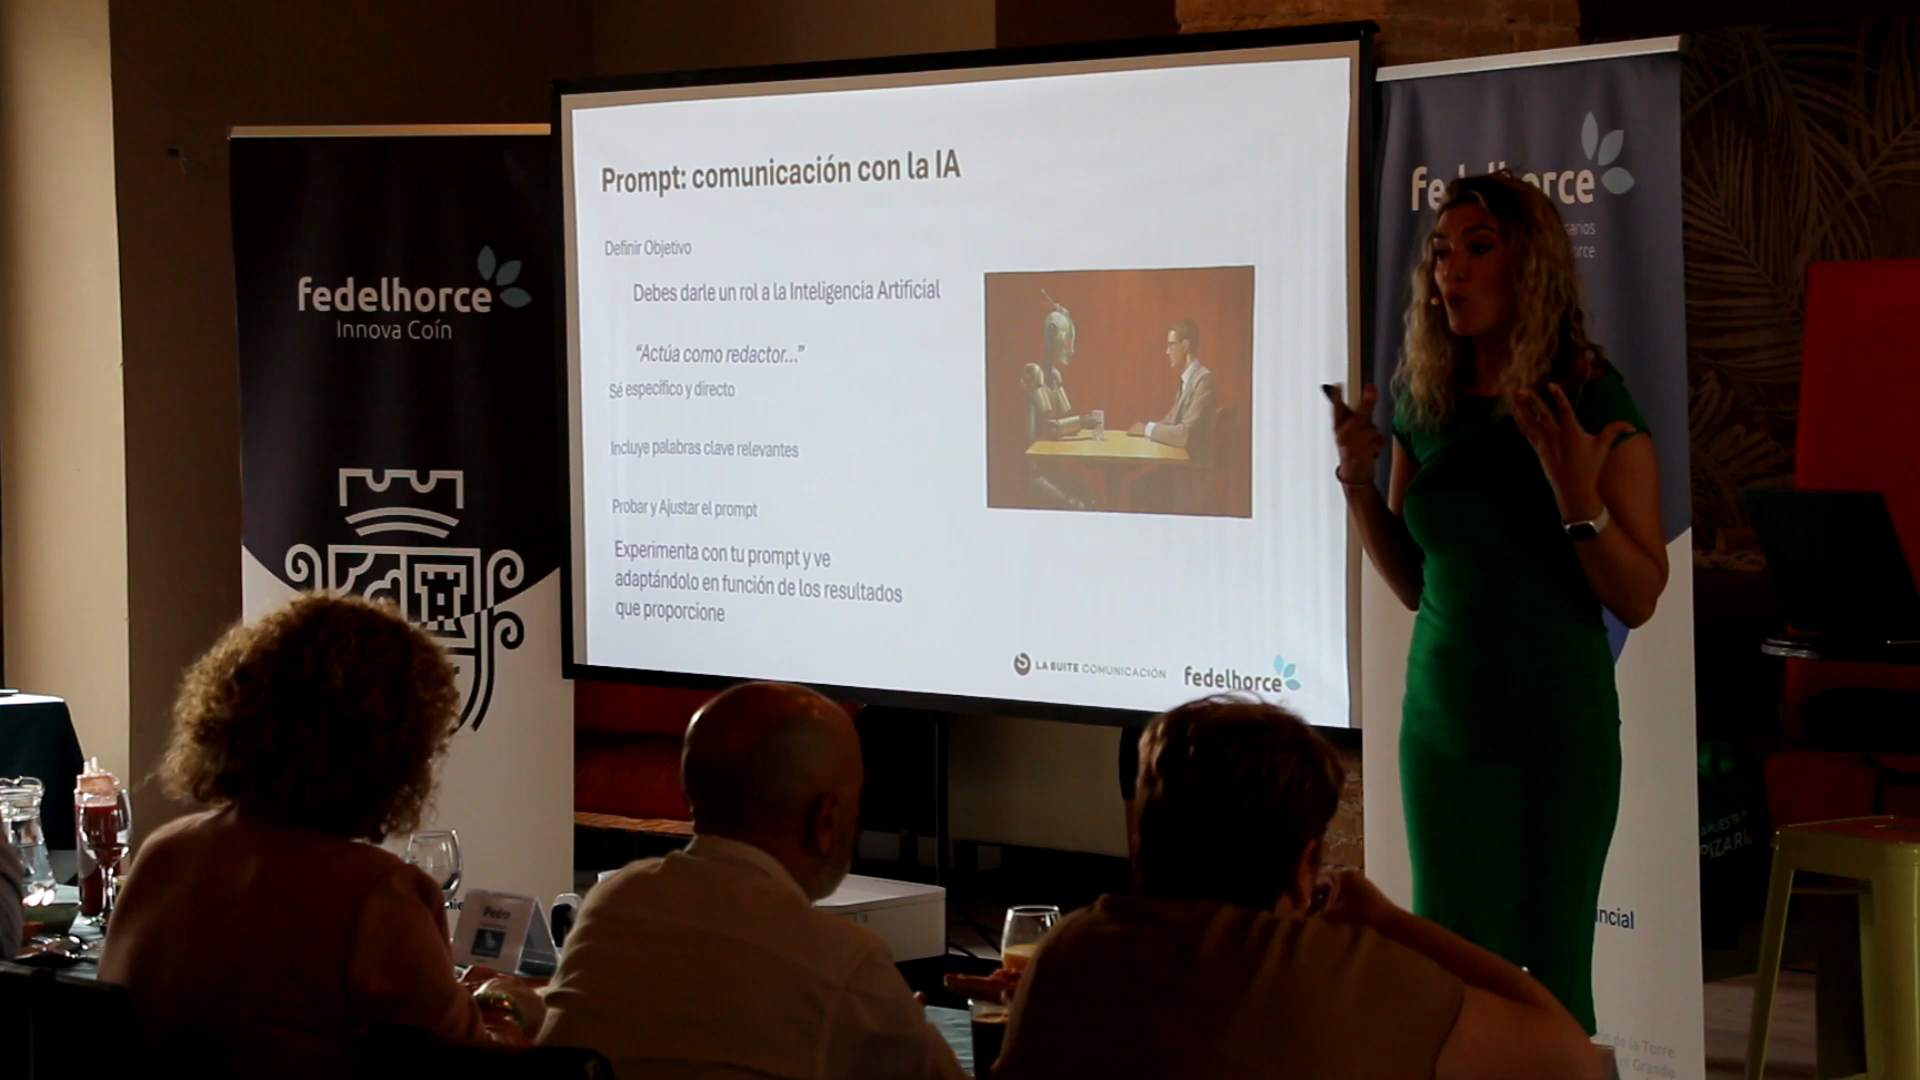 fedelhorce
Innova Coín
Prompt: comunicación con la IA
Definir Objetivo
Debes darle un rol a la Inteligencia Artificial
“Actúa como redactor...”
Sé específico y directo
Incluye palabras clave relevantes
Probar y Ajustar el prompt
Experimenta con tu prompt y ve
adaptándolo en función de los resultados
que proporcione
LA SUITE COMUNICACIÓN
fedelhorce
Pedro